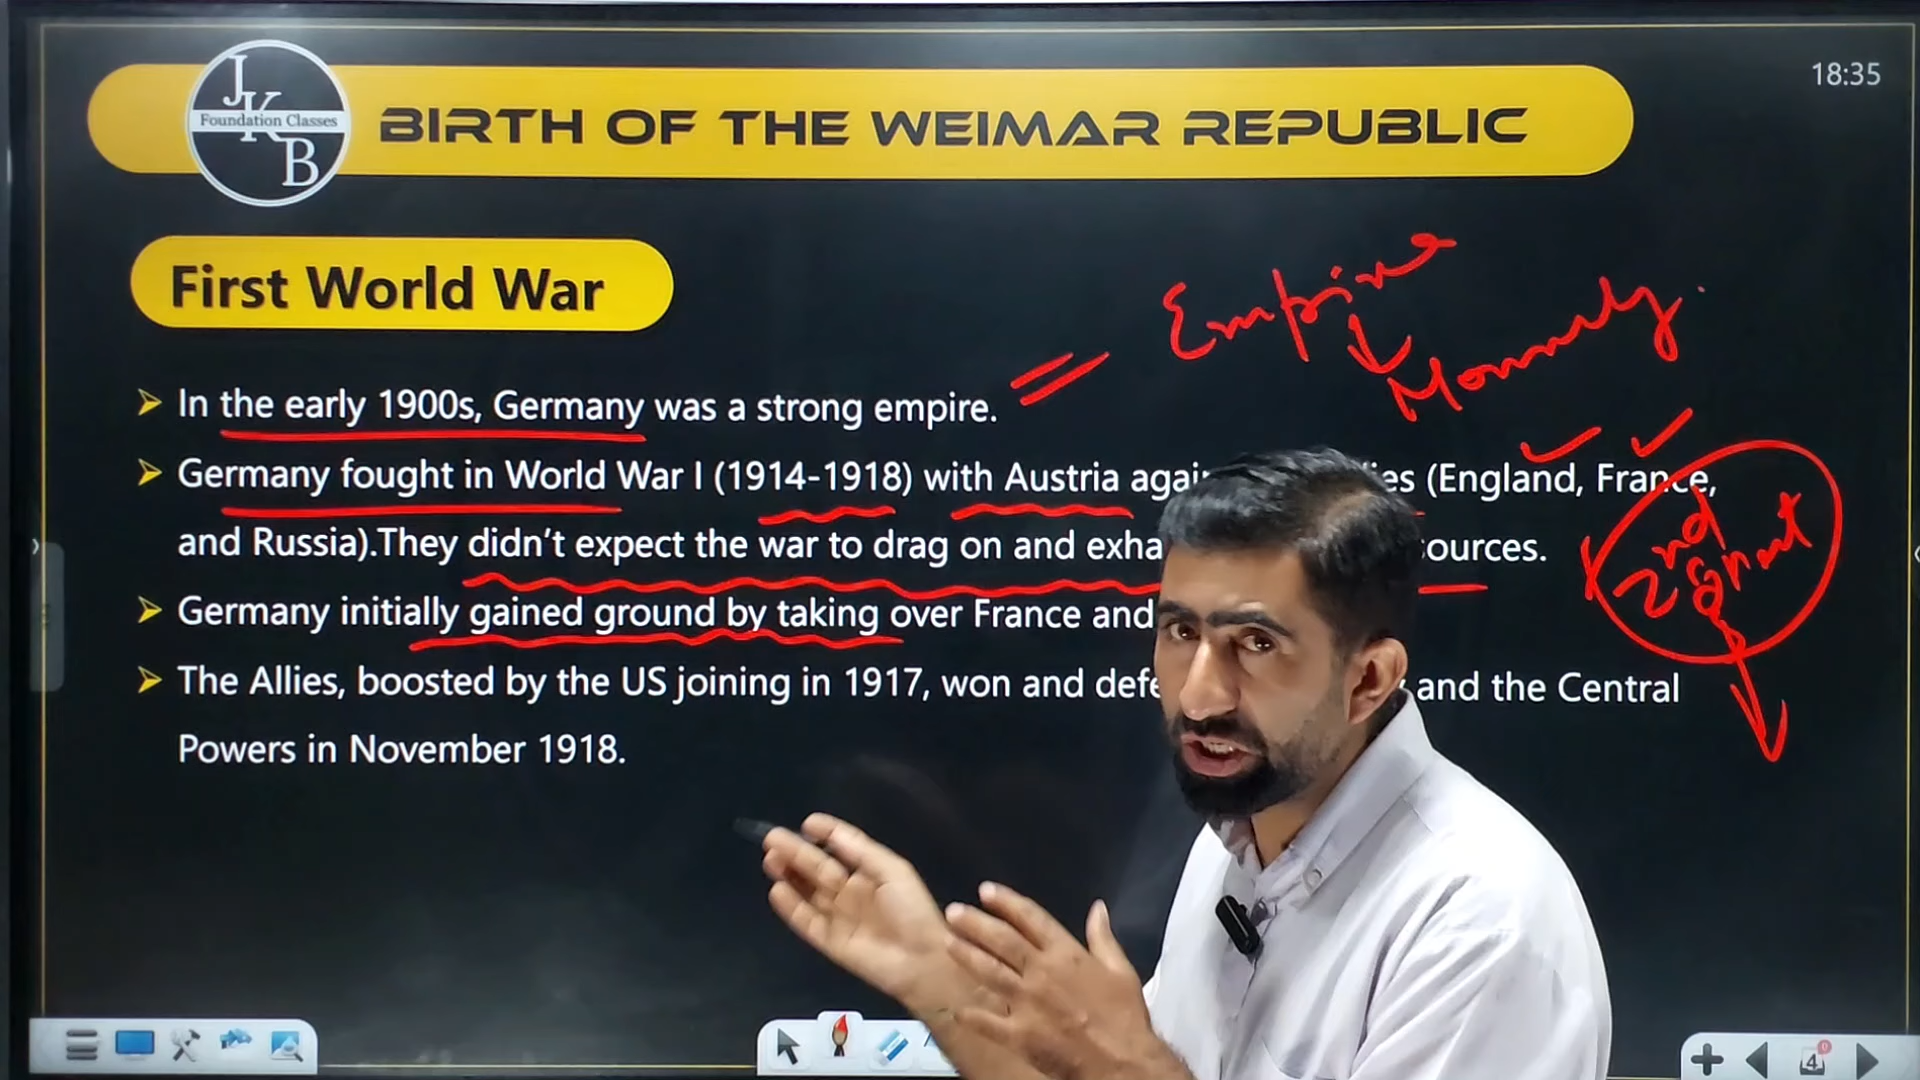 18:35
J
K
Foundation Classes
B
BIRTH OF THE WEIMAR REPUBLIC
First World War
Empire
In the early 1900s, Germany was a strong empire.
Germany fought in World War I (1914-1918) with Austria agai ies (England, France,
and Russia).They didn't expect the war to drag on and exha ources.
2nd
Germany initially gained ground by taking over France and
The Allies, boosted by the US joining in 1917, won and defe and the Central
Powers in November 1918.
4
0